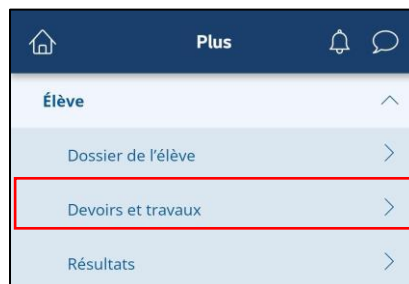 Plus
Élève
Dossier de l'élève
Devoirs et travaux
Résultats